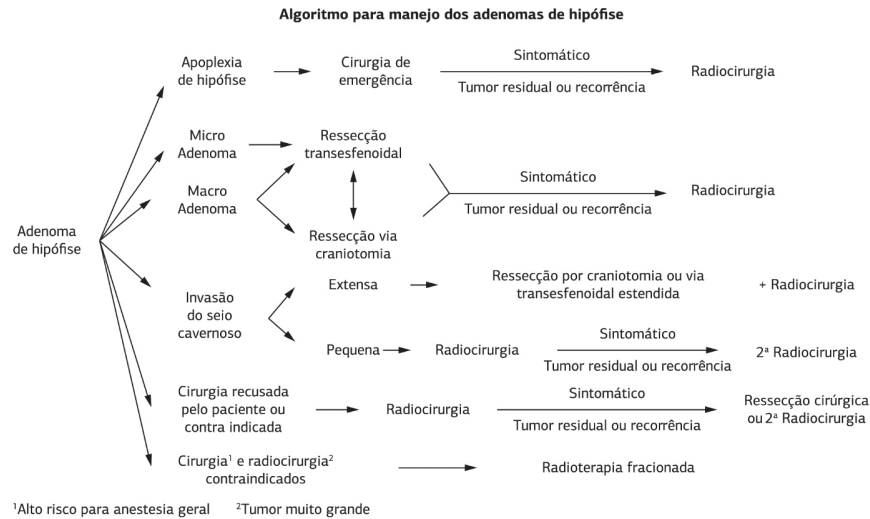 Algoritmo para manejo dos adenomas de hipófise
Adenoma
de hipófise
Apoplexia
de hipófise
Cirurgia de
emergência
Sintomático
Tumor residual ou recorrência
Radiocirurgia
Micro
Adenoma
Ressecção
transesfenoidal
Macro
Adenoma
Ressecção via
craniotomia
Sintomático
Tumor residual ou recorrência
Radiocirurgia
Invasão
do seio
cavernoso
Extensa
Ressecção por craniotomia ou via
transesfenoidal estendida
+ Radiocirurgia
Pequena
Radiocirurgia
Sintomático
Tumor residual ou recorrência
2ª Radiocirurgia
Cirurgia recusada
pelo paciente ou
contra indicada
Radiocirurgia
Sintomático
Tumor residual ou recorrência
Ressecção cirúrgica
ou 2ª Radiocirurgia
Cirurgia¹ e radiocirurgia²
contraindicados
Radioterapia fracionada
¹Alto risco para anestesia geral ²Tumor muito grande